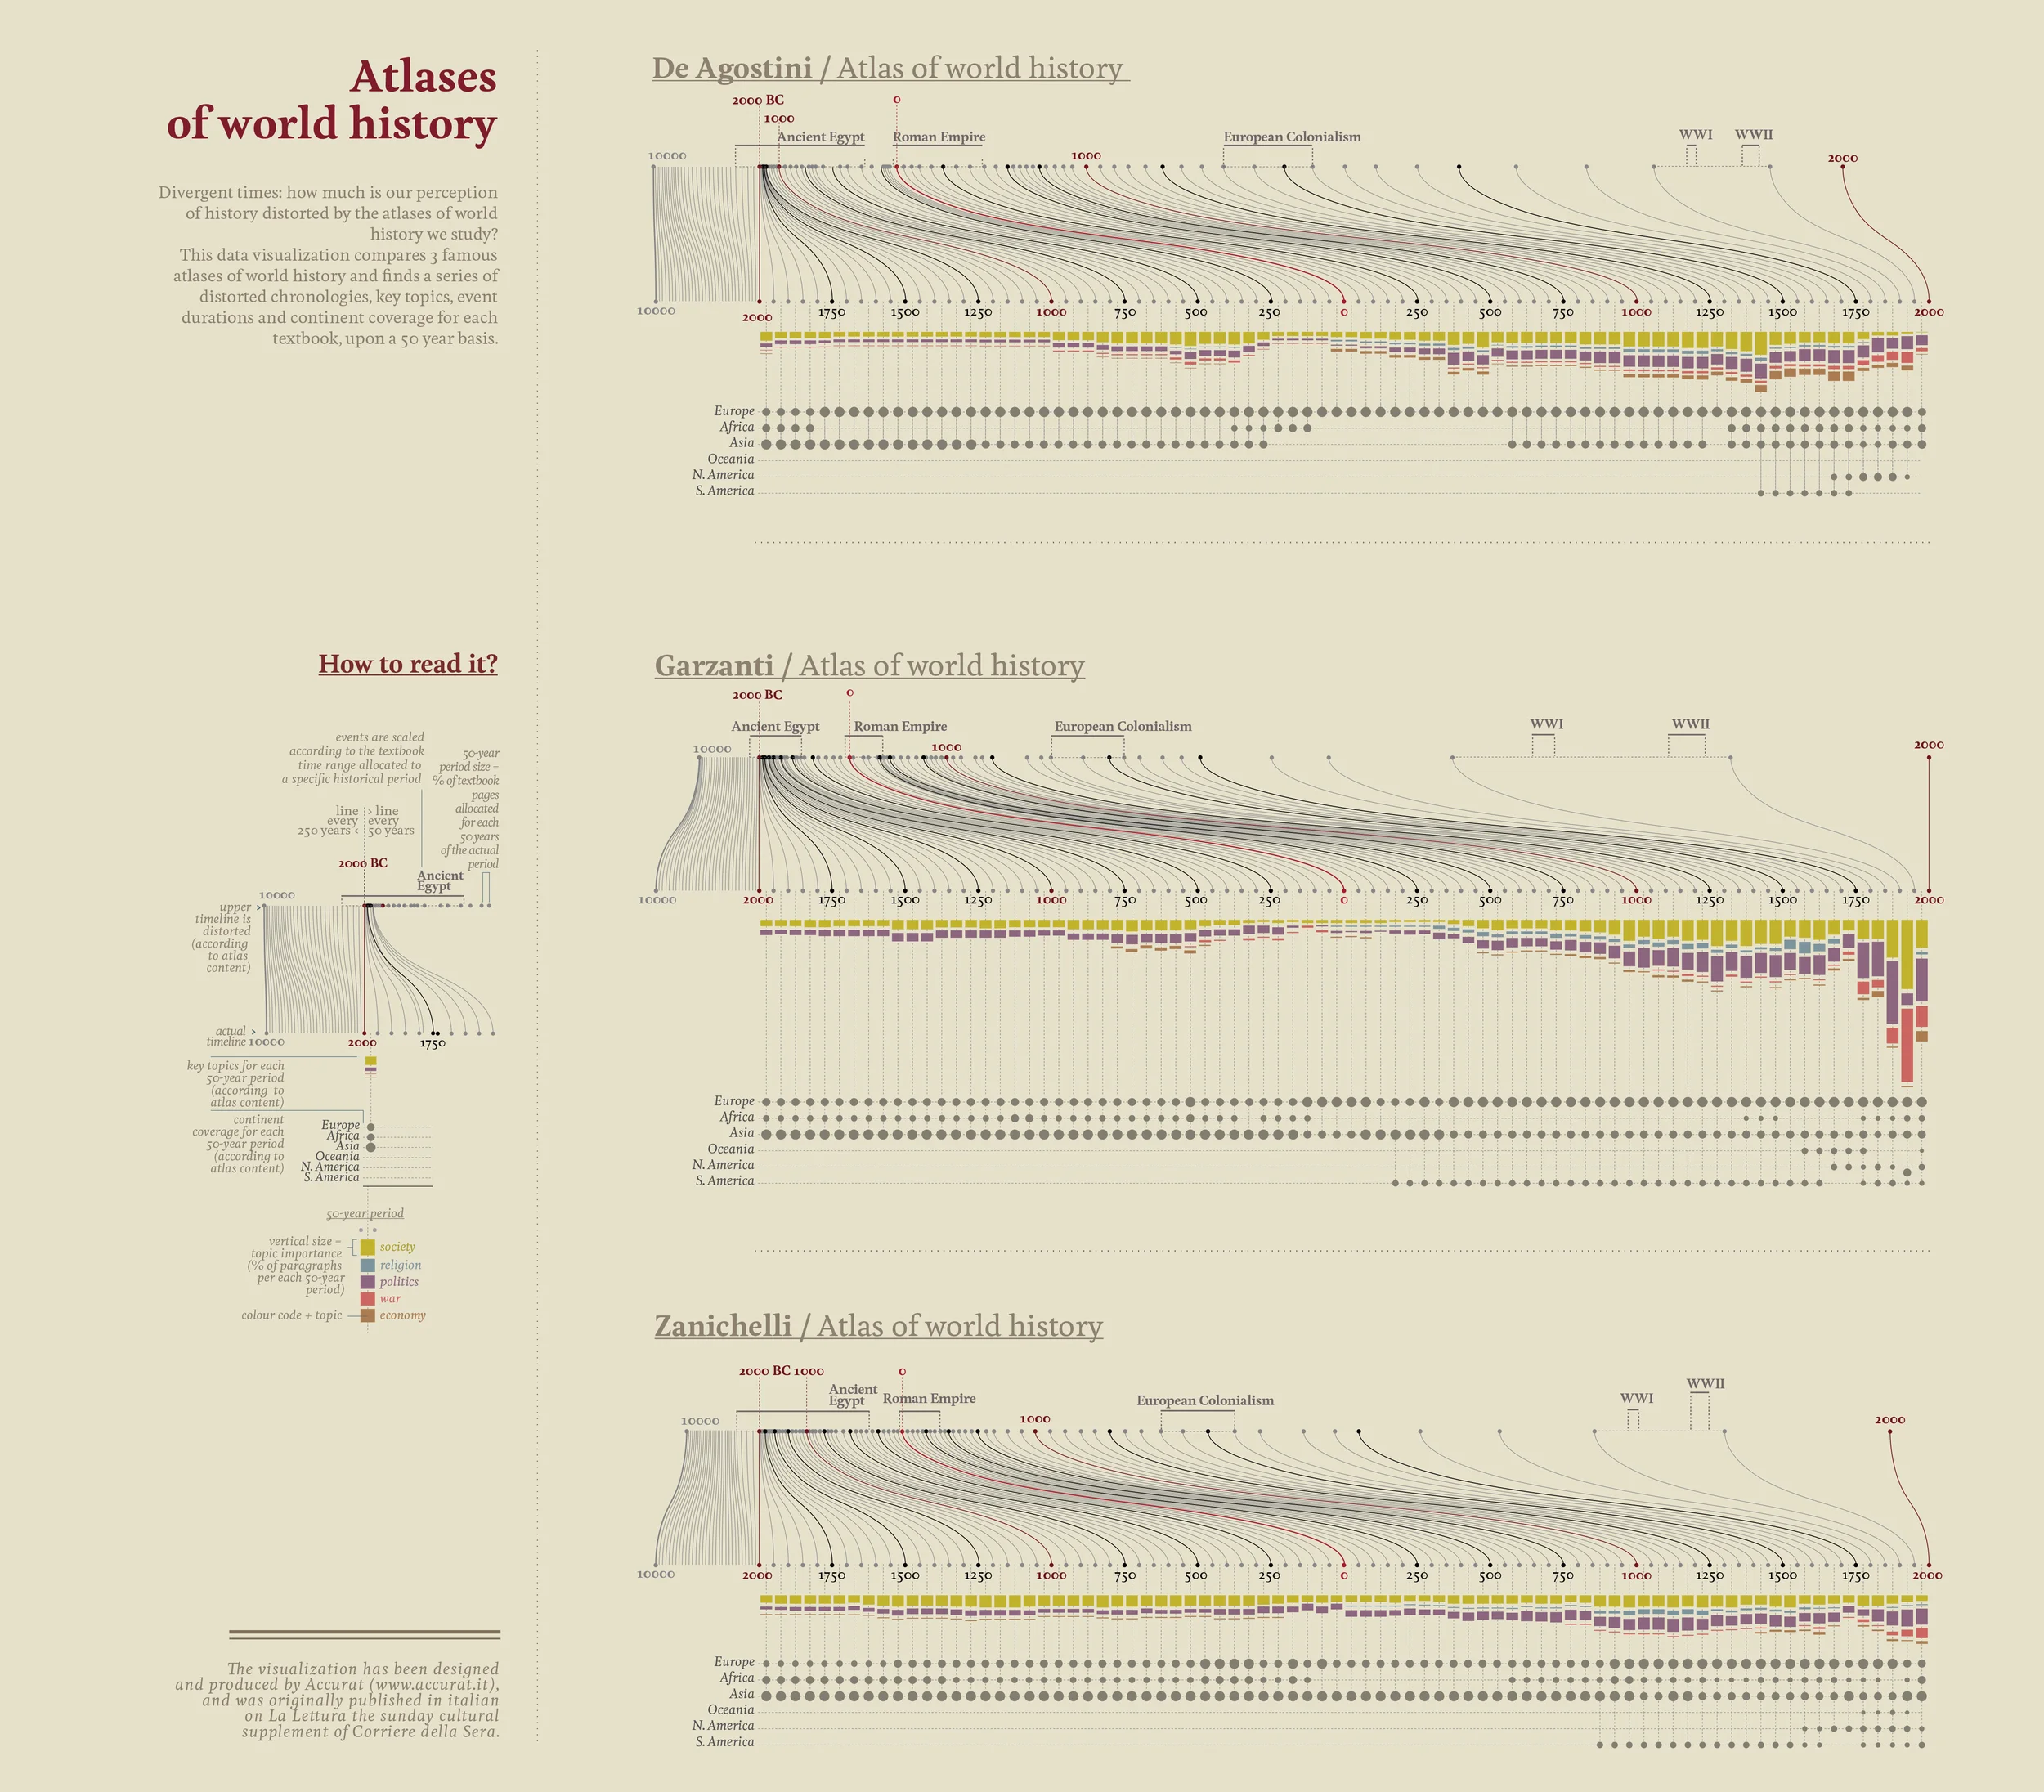 Atlases
of world history
Divergent times: how much is our perception
of history distorted by the atlases of world
history we study?
This data visualization compares 3 famous
atlases of world history and finds a series of
distorted chronologies, key topics, event
durations and continent coverage for each
textbook, upon a 50 year basis.
How to read it?
events are scaled
according to the textbook
time range allocated to
a specific historical period
50-year
period size =
% of textbook
pages
allocated
for each
50 years
of the actual
period
line › line
every every
250 years ‹ 50 years
2000 BC
Ancient
Egypt
10000
upper ›
timeline is
distorted
(according
to atlas
content)
actual ›
timeline 10000 2000 1750
key topics for each
50-year period
(according to
atlas content)
continent
coverage for each
50-year period
(according to
atlas content)
Europe
Africa
Asia
Oceania
N. America
S. America
50-year period
vertical size =
topic importance
(% of paragraphs
per each 50-year
period)
society
religion
politics
war
colour code + topic economy
The visualization has been designed
and produced by Accurat (www.accurat.it),
and was originally published in italian
on La Lettura the sunday cultural
supplement of Corriere della Sera.
De Agostini / Atlas of world history
2000 BC 0
1000
Ancient Egypt Roman Empire European Colonialism WWI WWII
10000 1000 2000
10000 2000 1750 1500 1250 1000 750 500 250 0 250 500 750 1000 1250 1500 1750 2000
Europe
Africa
Asia
Oceania
N. America
S. America
Garzanti / Atlas of world history
2000 BC 0
Ancient Egypt Roman Empire European Colonialism WWI WWII
10000 1000 2000
10000 2000 1750 1500 1250 1000 750 500 250 0 250 500 750 1000 1250 1500 1750 2000
Europe
Africa
Asia
Oceania
N. America
S. America
Zanichelli / Atlas of world history
2000 BC 1000 0
Ancient
Egypt Roman Empire European Colonialism WWI WWII
10000 1000 2000
10000 2000 1750 1500 1250 1000 750 500 250 0 250 500 750 1000 1250 1500 1750 2000
Europe
Africa
Asia
Oceania
N. America
S. America